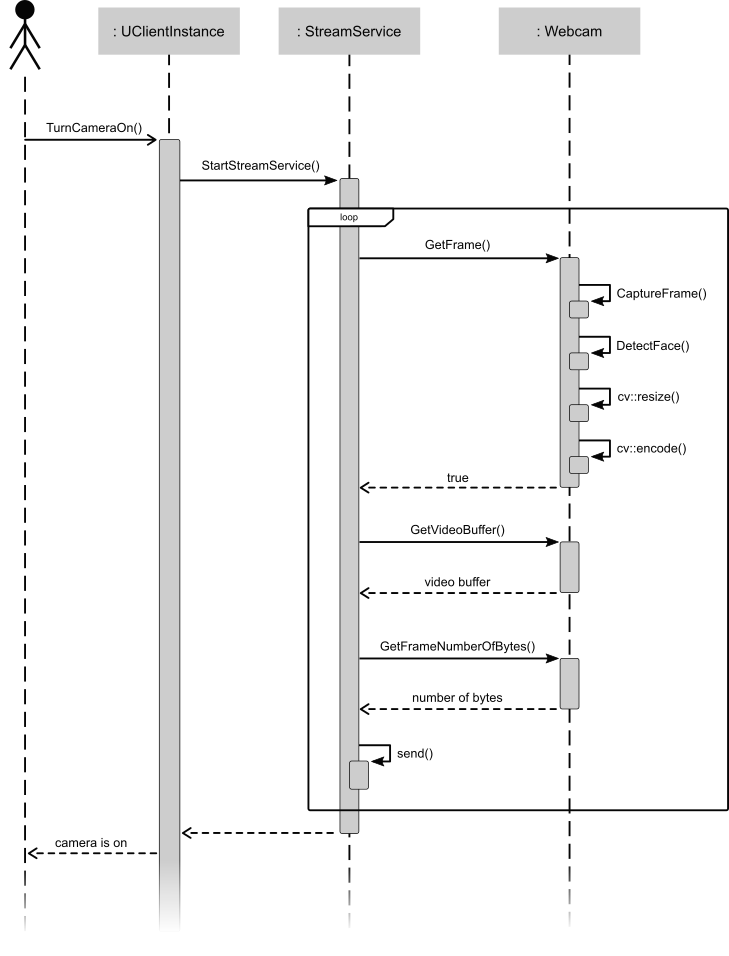 : UClientInstance
: StreamService
: Webcam
TurnCameraOn()
StartStreamService()
loop
GetFrame()
CaptureFrame()
DetectFace()
cv::resize()
cv::encode()
true
GetVideoBuffer()
video buffer
GetFrameNumberOfBytes()
number of bytes
send()
camera is on